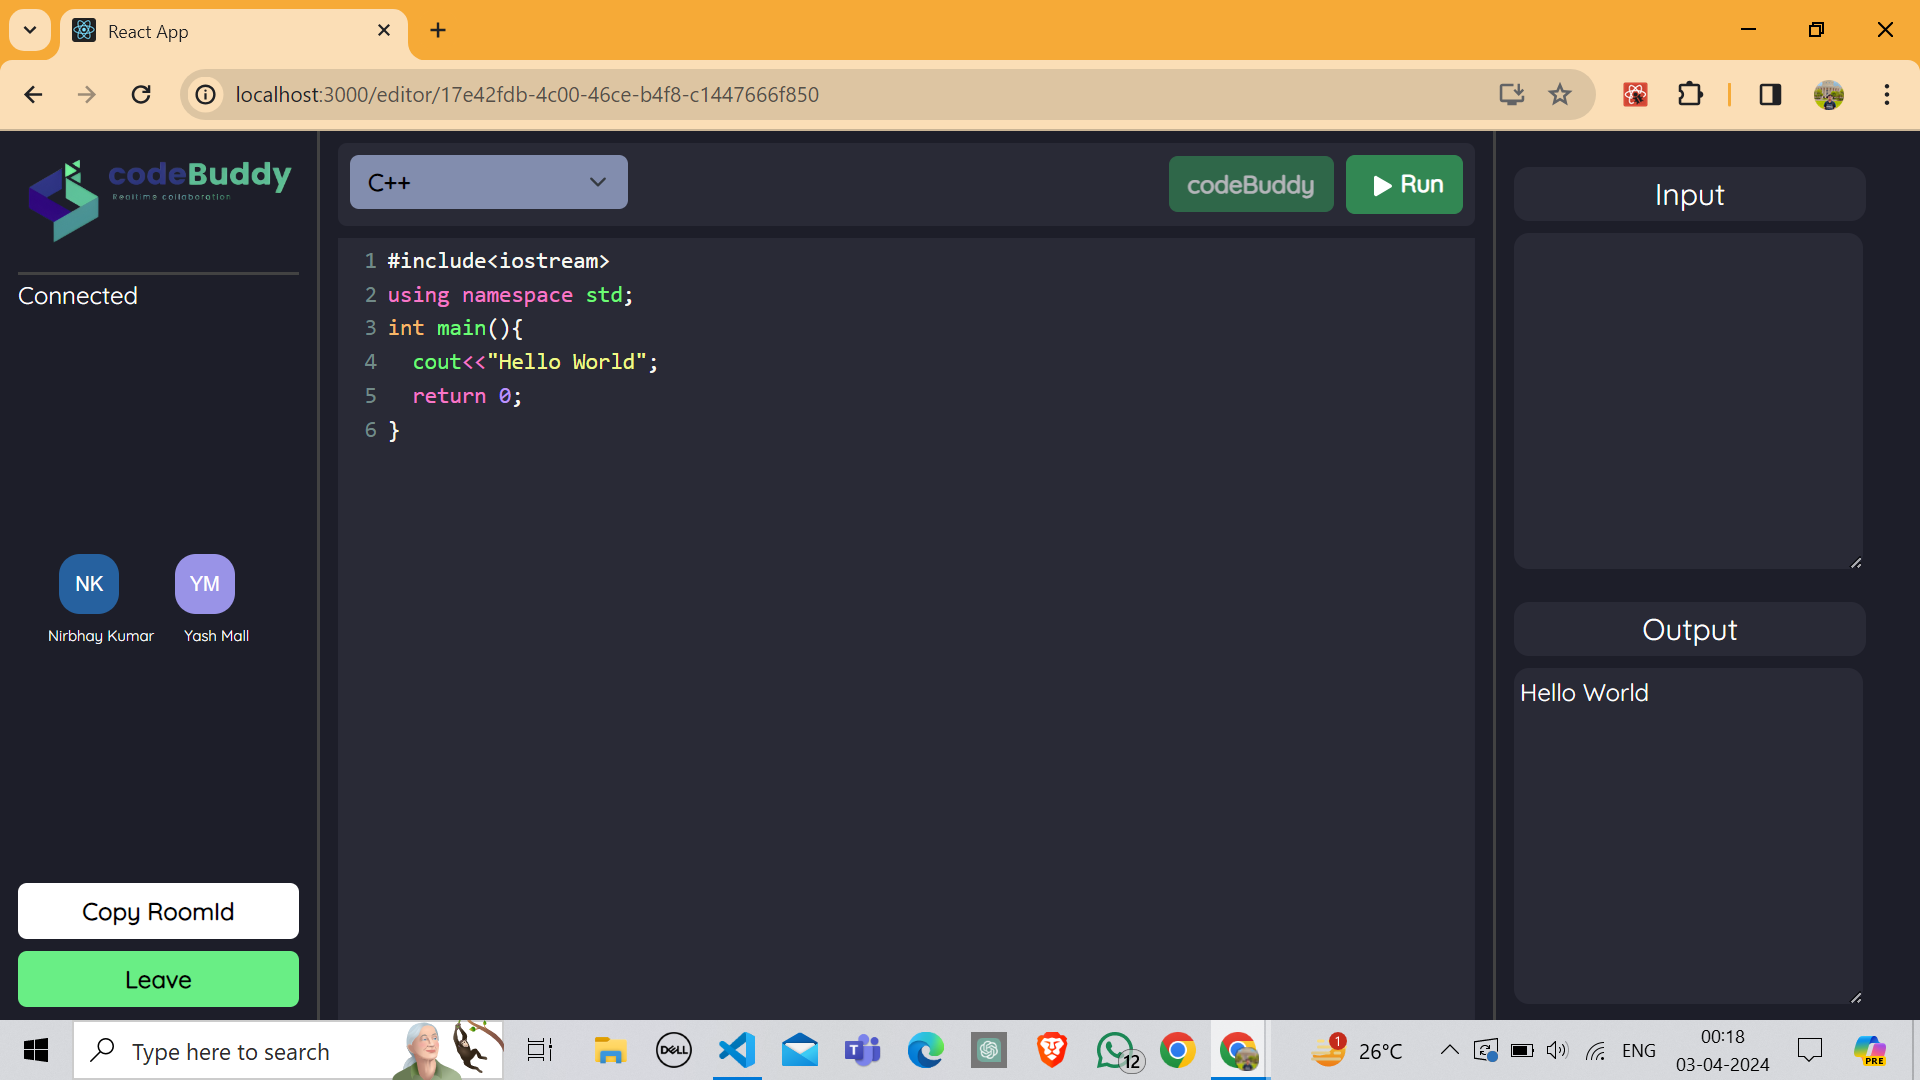 React App
localhost:3000/editor/17e42fdb-4c00-46ce-b4f8-c1447666f850
codeBuddy
Realtime collaboration
Connected
NK
YM
Nirbhay Kumar
Yash Mall
Copy RoomId
Leave
C++
codeBuddy
Run
1 #include<iostream>
2 using namespace std;
3 int main(){
4   cout<<"Hello World";
5   return 0;
6 }
Input
Output
Hello World
Type here to search
DELL
T
12
1
26°C
ENG
00:18
03-04-2024
PRE